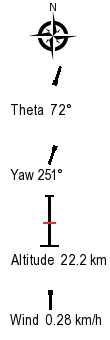 N
Theta 72°
Yaw 251°
Altitude 22.2 km
Wind 0.28 km/h